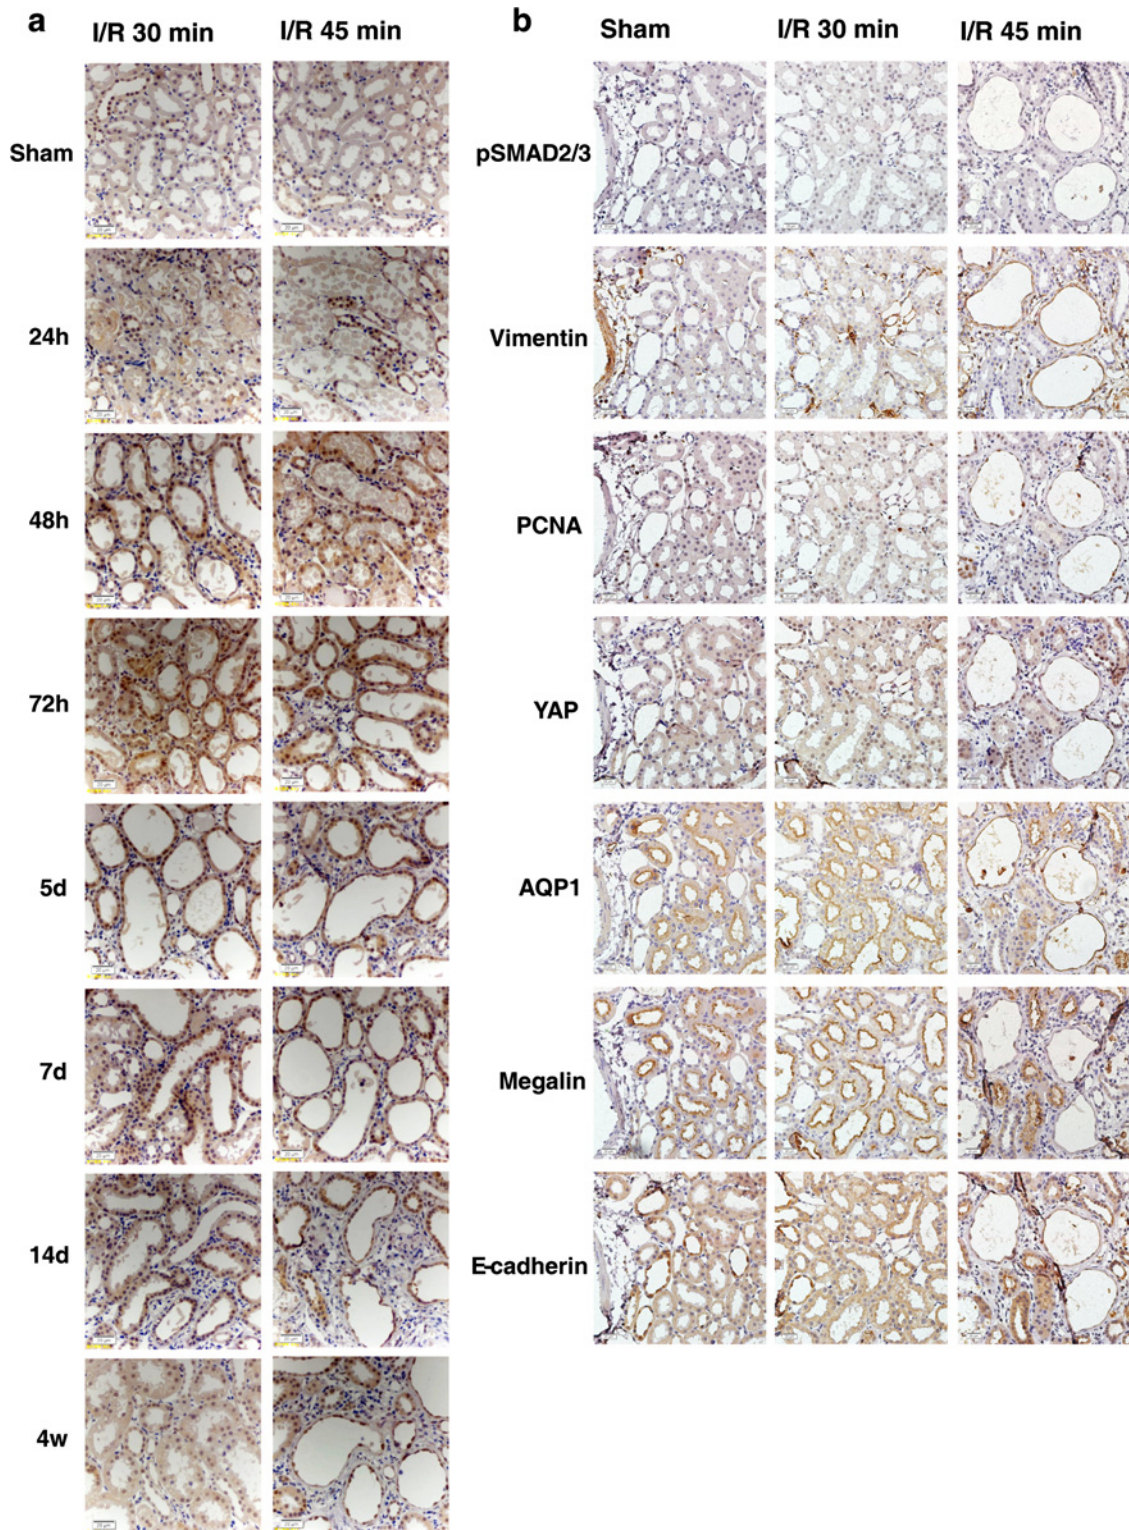 a
I/R 30 min I/R 45 min
Sham
24h
48h
72h
5d
7d
14d
4w
b
Sham I/R 30 min I/R 45 min
pSMAD2/3
Vimentin
PCNA
YAP
AQP1
Megalin
E-cadherin